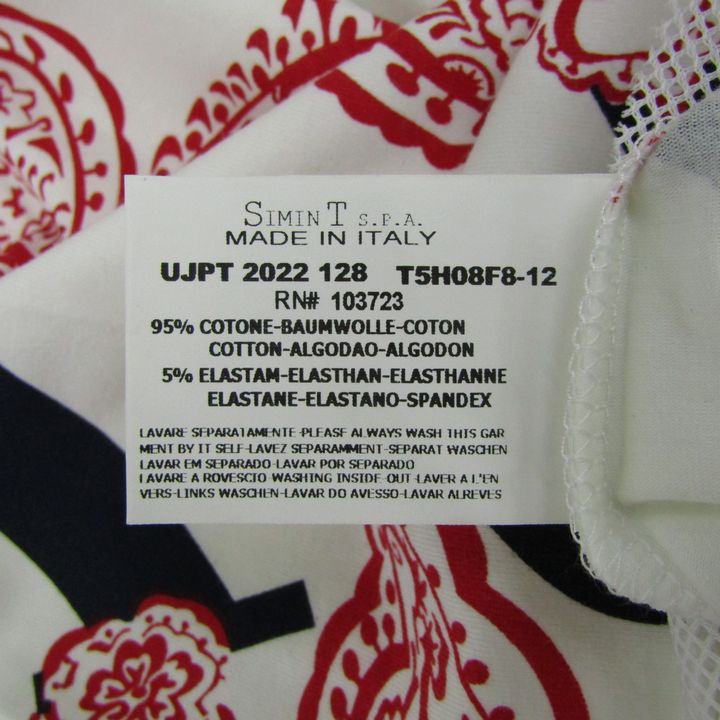 SIMIN T S.P.A.
MADE IN ITALY
UJPT 2022 128 T5H08F8-12
RN# 103723
95% COTONE-BAUMWOLLE-COTON
COTTON-ALGODAO-ALGODON
5% ELASTAM-ELASTHAN-ELASTHANNE
ELASTANE-ELASTANO-SPANDEX
LAVARE SEPARATAMENTE-PLEASE ALWAYS WASH THIS GAR
MENT BY IT SELF-LAVEZ SEPARAMMENT-SEPARAT WASCHEN
LAVAR EM SEPARADO-LAVAR POR SEPARADO
LAVARE A ROVESCIO-WASHING INSIDE OUT-LAVER A L'EN
VERS-LINKS WASCHEN-LAVAR DO AVESSO-LAVAR ALREVES